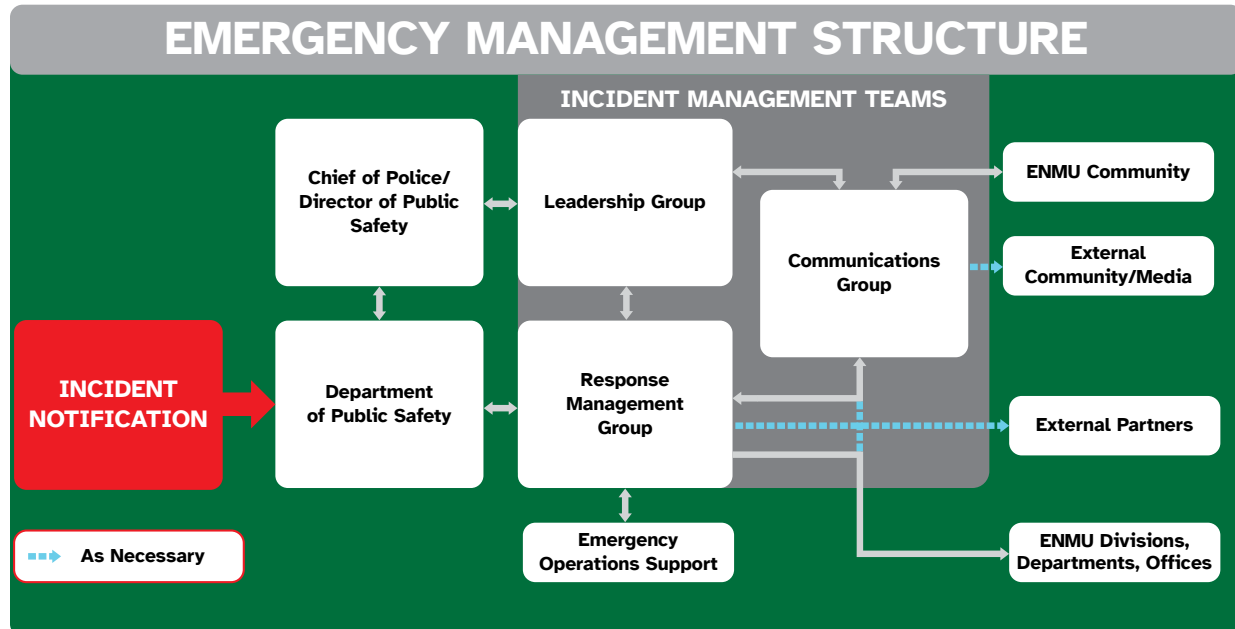 EMERGENCY MANAGEMENT STRUCTURE
INCIDENT MANAGEMENT TEAMS
Chief of Police/
Director of Public
Safety
Leadership Group
Communications
Group
ENMU Community
External
Community/Media
INCIDENT
NOTIFICATION
Department
of Public Safety
Response
Management
Group
External Partners
As Necessary
Emergency
Operations Support
ENMU Divisions,
Departments, Offices